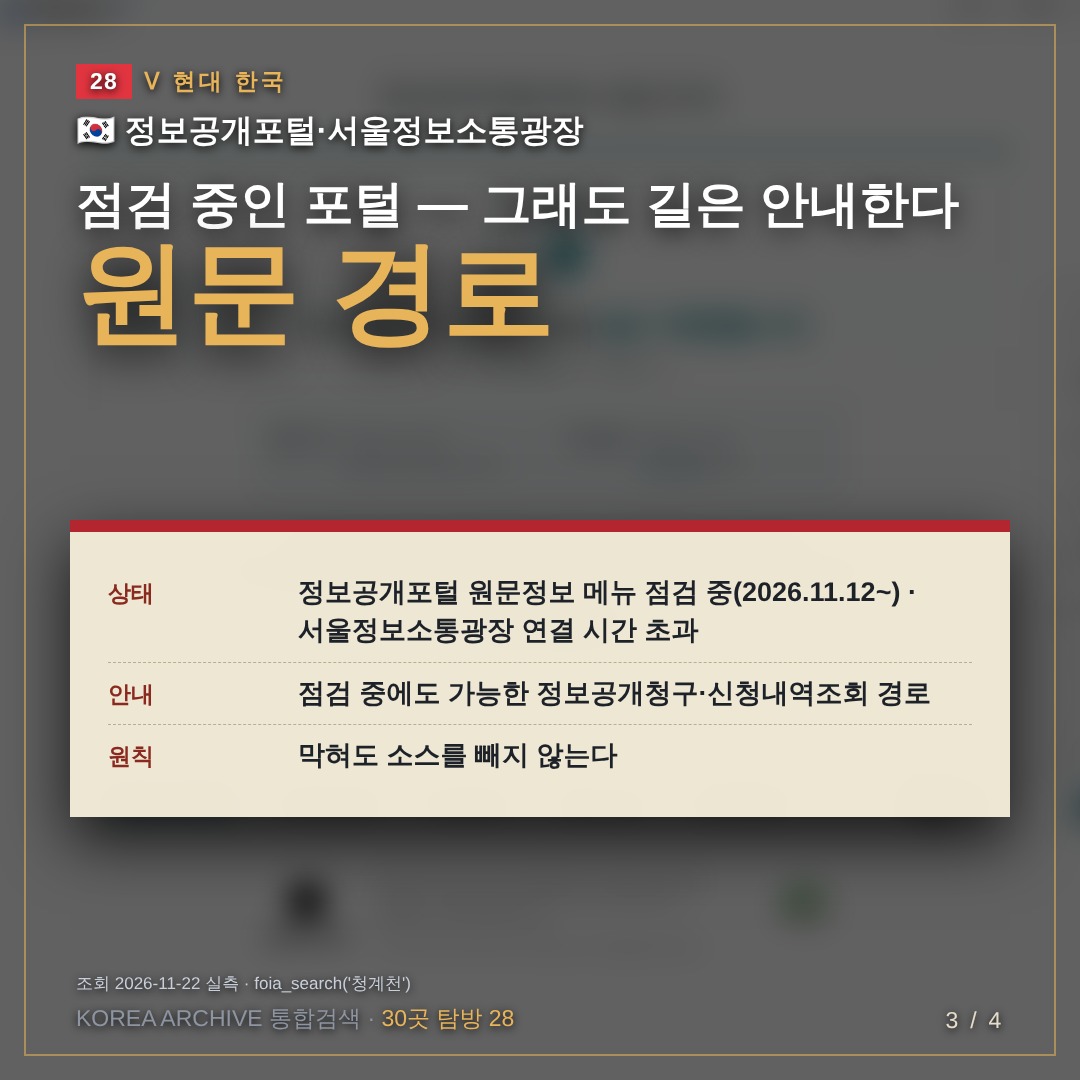 28 V 현대 한국
정보공개포털·서울정보소통광장
점검 중인 포털 — 그래도 길은 안내한다
원문 경로
상태 정보공개포털 원문정보 메뉴 점검 중(2026.11.12~) ·
서울정보소통광장 연결 시간 초과
안내 점검 중에도 가능한 정보공개청구·신청내역조회 경로
원칙 막혀도 소스를 빼지 않는다
조회 2026-11-22 실측 · foia_search('청계천')
KOREA ARCHIVE 통합검색 · 30곳 탐방 28
3 / 4